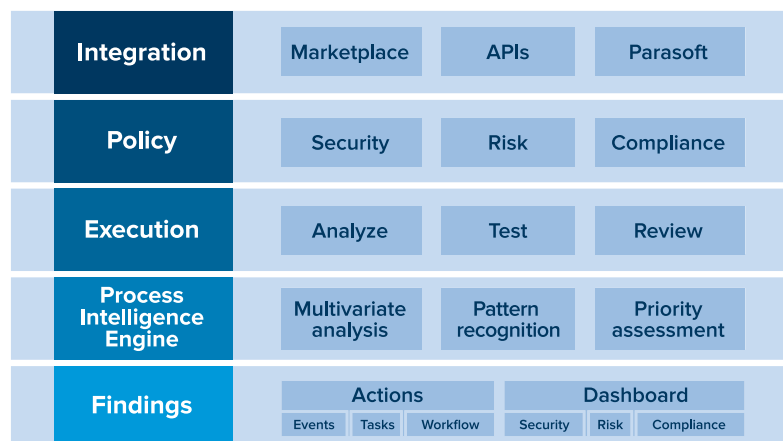 Integration
Marketplace
APIs
Parasoft
Policy
Security
Risk
Compliance
Execution
Analyze
Test
Review
Process
Intelligence
Engine
Multivariate
analysis
Pattern
recognition
Priority
assessment
Findings
Actions
Events
Tasks
Workflow
Dashboard
Security
Risk
Compliance